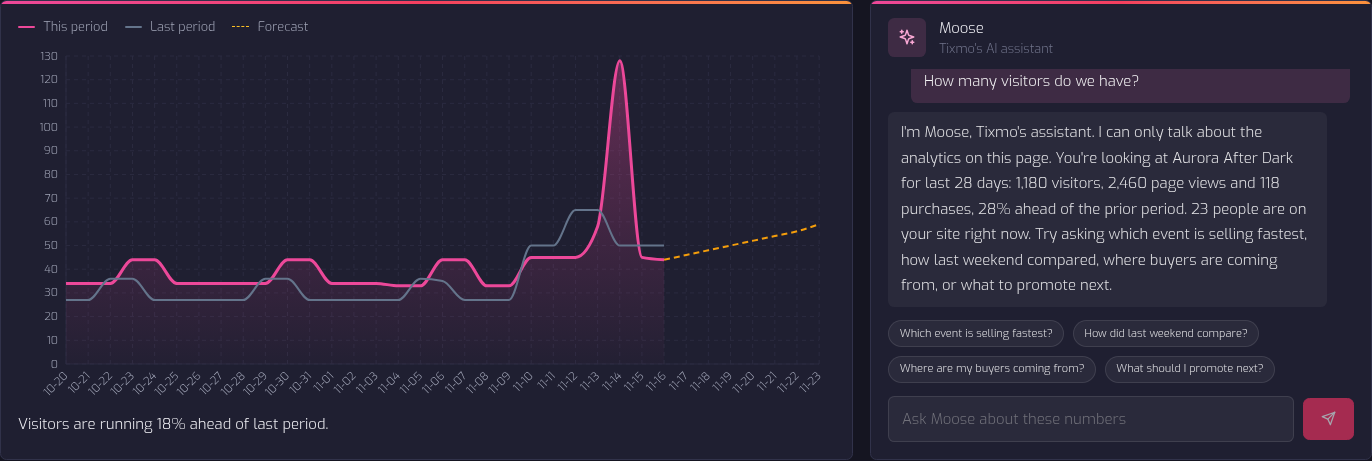 This period
Last period
Forecast
130
120
110
100
90
80
70
60
50
40
30
20
10
0
10-20
10-21
10-22
10-23
10-24
10-25
10-26
10-27
10-28
10-29
10-30
10-31
11-01
11-02
11-03
11-04
11-05
11-06
11-07
11-08
11-09
11-10
11-11
11-12
11-13
11-14
11-15
11-16
11-17
11-18
11-19
11-20
11-21
11-22
11-23
Visitors are running 18% ahead of last period.
Moose
Tixmo's AI assistant
How many visitors do we have?
I'm Moose, Tixmo's assistant. I can only talk about the
analytics on this page. You're looking at Aurora After Dark
for last 28 days: 1,180 visitors, 2,460 page views and 118
purchases, 28% ahead of the prior period. 23 people are on
your site right now. Try asking which event is selling fastest,
how last weekend compared, where buyers are coming
from, or what to promote next.
Which event is selling fastest?
How did last weekend compare?
Where are my buyers coming from?
What should I promote next?
Ask Moose about these numbers